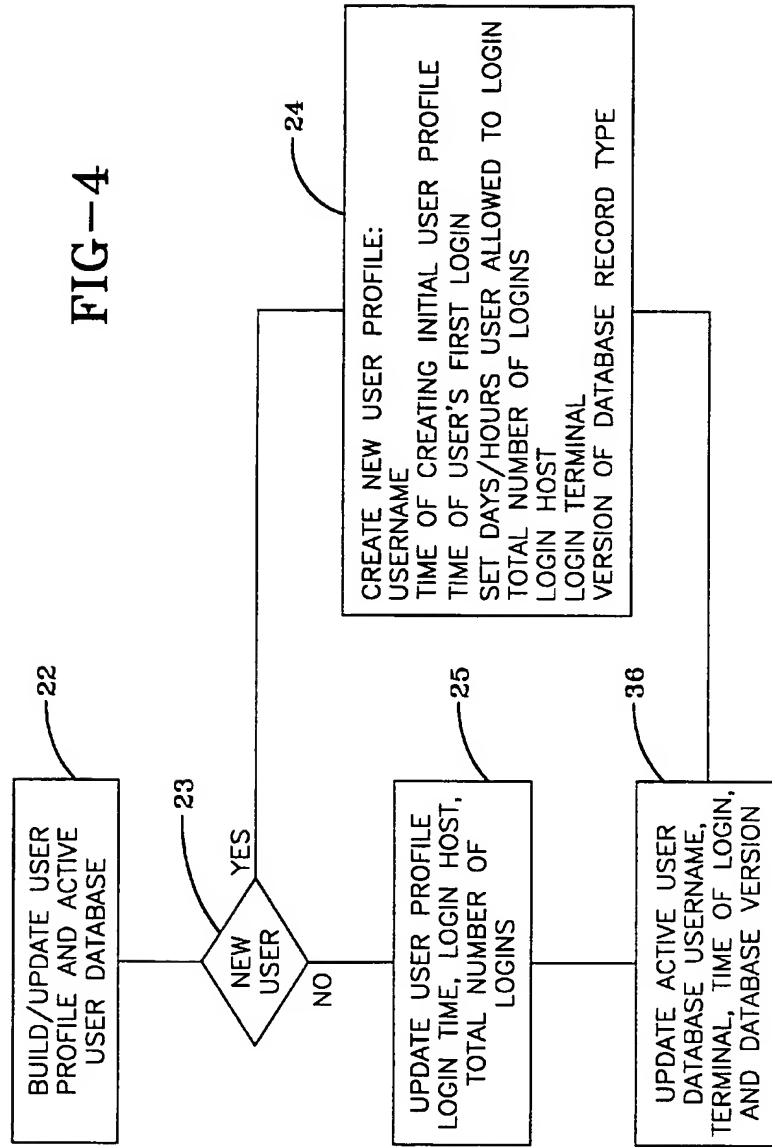 FIG-4
22
BUILD/UPDATE USER
PROFILE AND ACTIVE
USER DATABASE
23
NEW
USER
YES
NO
24
CREATE NEW USER PROFILE:
USERNAME
TIME OF CREATING INITIAL USER PROFILE
TIME OF USER'S FIRST LOGIN
SET DAYS/HOURS USER ALLOWED TO LOGIN
TOTAL NUMBER OF LOGINS
LOGIN HOST
LOGIN TERMINAL
VERSION OF DATABASE RECORD TYPE
25
UPDATE USER PROFILE
LOGIN TIME, LOGIN HOST,
TOTAL NUMBER OF
LOGINS
36
UPDATE ACTIVE USER
DATABASE USERNAME,
TERMINAL, TIME OF LOGIN,
AND DATABASE VERSION